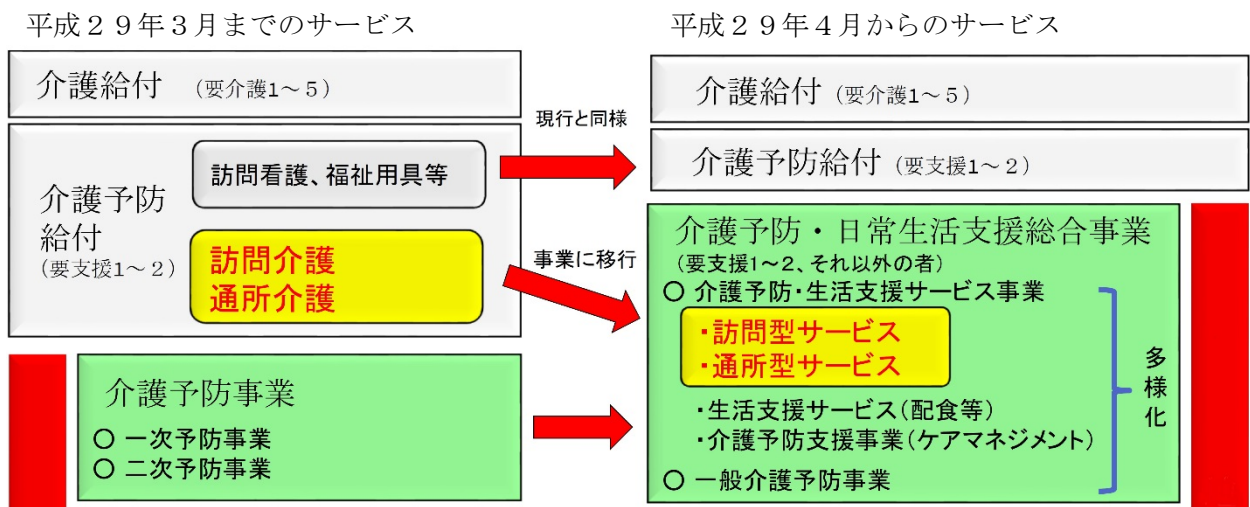 平成２９年３月までのサービス
介護給付 （要介護1～５）
介護予防
給付
（要支援1～２）
訪問看護、福祉用具等
訪問介護
通所介護
介護予防事業
○ 一次予防事業
○ 二次予防事業
現行と同様
事業に移行
平成２９年４月からのサービス
介護給付 （要介護1～５）
介護予防給付 （要支援1～２）
介護予防・日常生活支援総合事業
（要支援1～２、それ以外の者）
○ 介護予防・生活支援サービス事業
・訪問型サービス
・通所型サービス
・生活支援サービス（配食等）
・介護予防支援事業（ケアマネジメント）
○ 一般介護予防事業
多様化